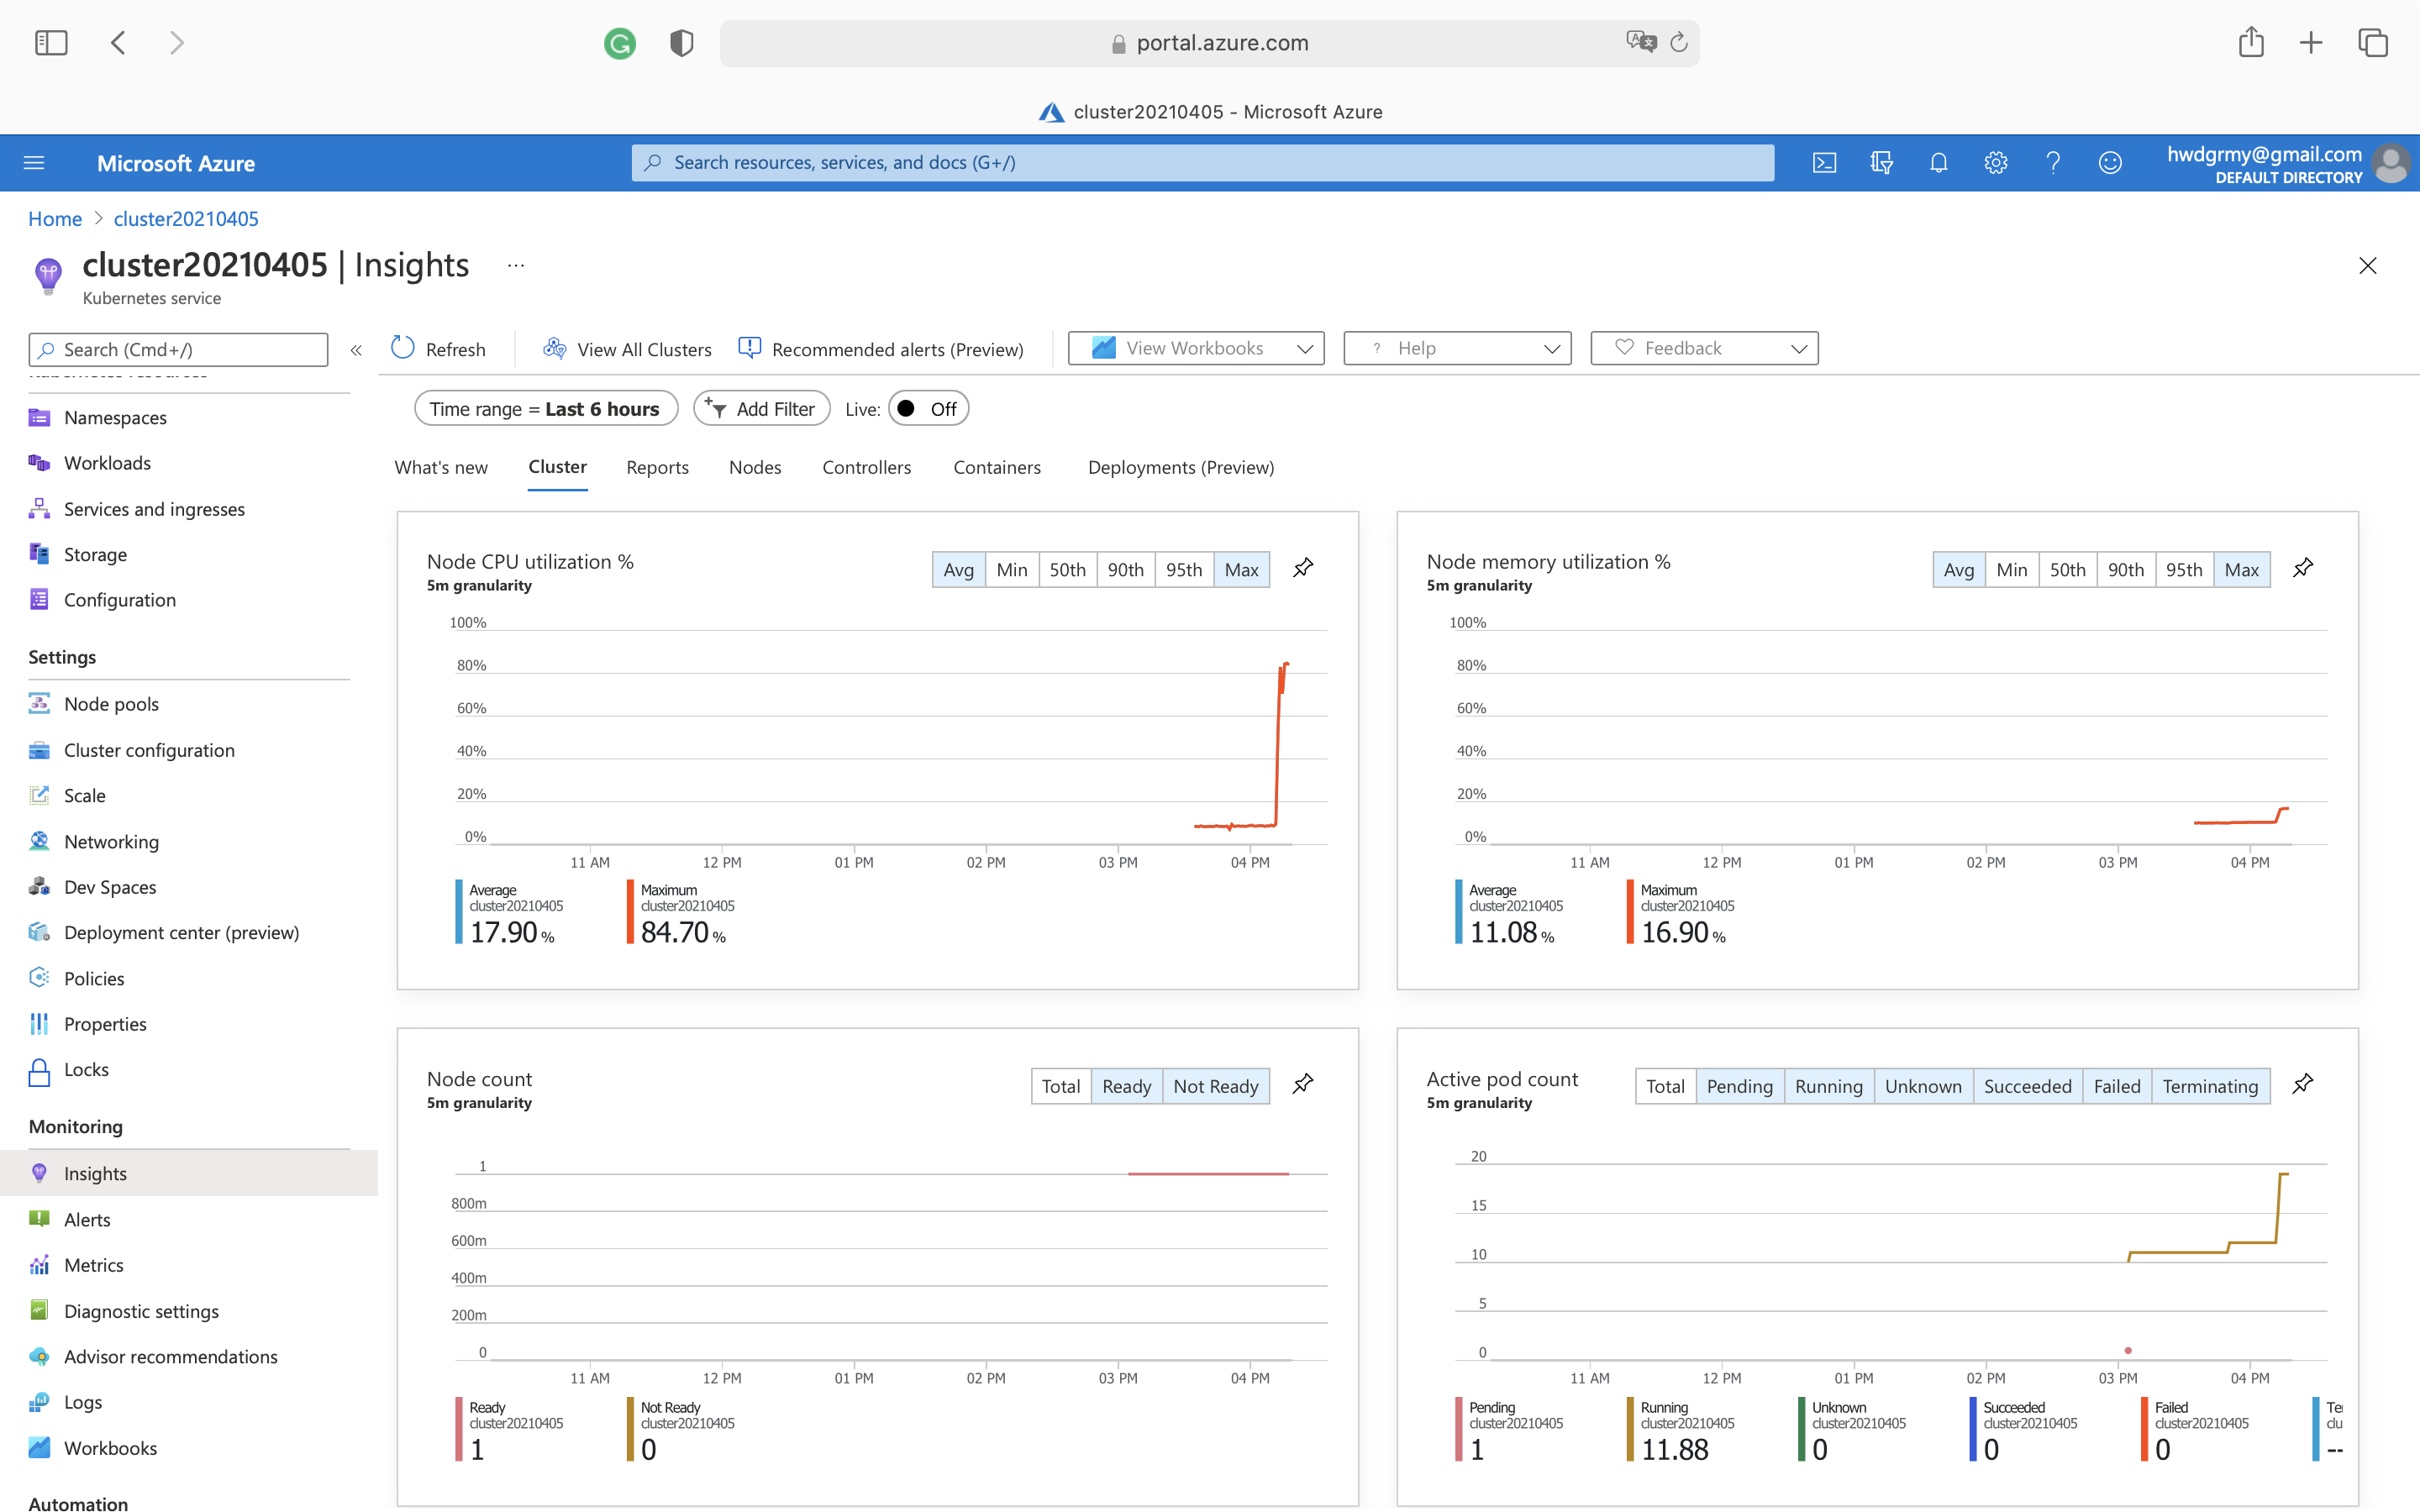 portal.azure.com
cluster20210405 - Microsoft Azure
Microsoft Azure
Search resources, services, and docs (G+/)
hwdgrmy@gmail.com
DEFAULT DIRECTORY
Home > cluster20210405
cluster20210405 | Insights ...
Kubernetes service
Search (Cmd+/)
«
Refresh
View All Clusters
Recommended alerts (Preview)
View Workbooks
? Help
Feedback
Time range = Last 6 hours
Add Filter
Live: Off
What's new
Cluster
Reports
Nodes
Controllers
Containers
Deployments (Preview)
Namespaces
Workloads
Services and ingresses
Storage
Configuration
Settings
Node pools
Cluster configuration
Scale
Networking
Dev Spaces
Deployment center (preview)
Policies
Properties
Locks
Monitoring
Insights
Alerts
Metrics
Diagnostic settings
Advisor recommendations
Logs
Workbooks
Automation
Node CPU utilization %
5m granularity
Avg Min 50th 90th 95th Max
100%
80%
60%
40%
20%
0%
11 AM 12 PM 01 PM 02 PM 03 PM 04 PM
Average
cluster20210405
17.90 %
Maximum
cluster20210405
84.70 %
Node memory utilization %
5m granularity
Avg Min 50th 90th 95th Max
100%
80%
60%
40%
20%
0%
11 AM 12 PM 01 PM 02 PM 03 PM 04 PM
Average
cluster20210405
11.08 %
Maximum
cluster20210405
16.90 %
Node count
5m granularity
Total Ready Not Ready
1
800m
600m
400m
200m
0
11 AM 12 PM 01 PM 02 PM 03 PM 04 PM
Ready
cluster20210405
1
Not Ready
cluster20210405
0
Active pod count
5m granularity
Total Pending Running Unknown Succeeded Failed Terminating
20
15
10
5
0
11 AM 12 PM 01 PM 02 PM 03 PM 04 PM
Pending
cluster20210405
1
Running
cluster20210405
11.88
Unknown
cluster20210405
0
Succeeded
cluster20210405
0
Failed
cluster20210405
0
--